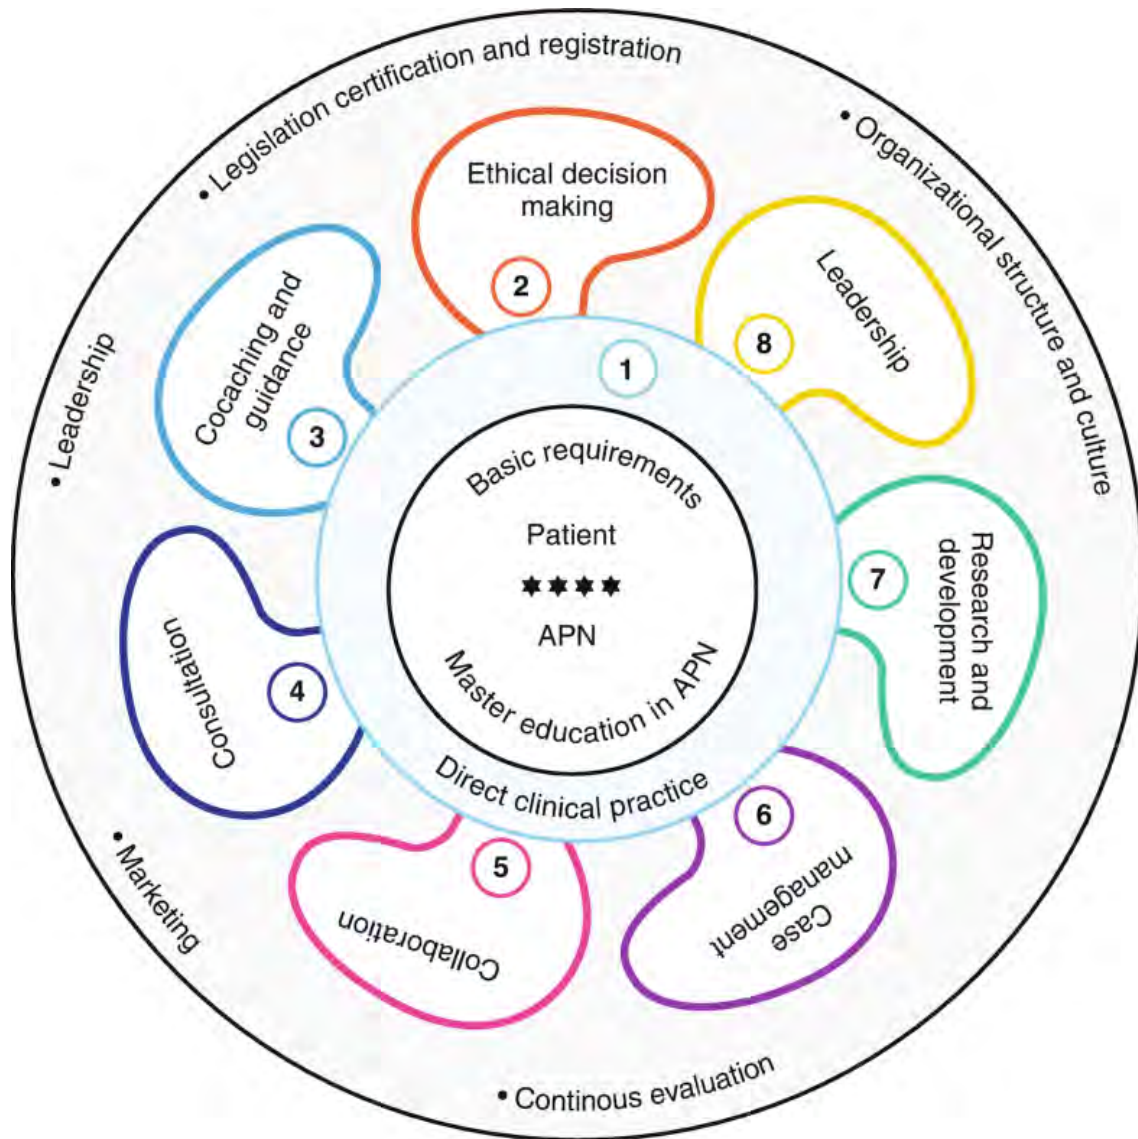 • Legislation certification and registration
• Organizational structure and culture
• Leadership
• Marketing
• Continous evaluation
Ethical decision
making
2
Leadership
8
Cocaching and
guidance
3
1
Research and
development
7
Consultation
4
Collaboration
5
Case
management
6
Basic requirements
Patient
APN
Master education in APN
Direct clinical practice